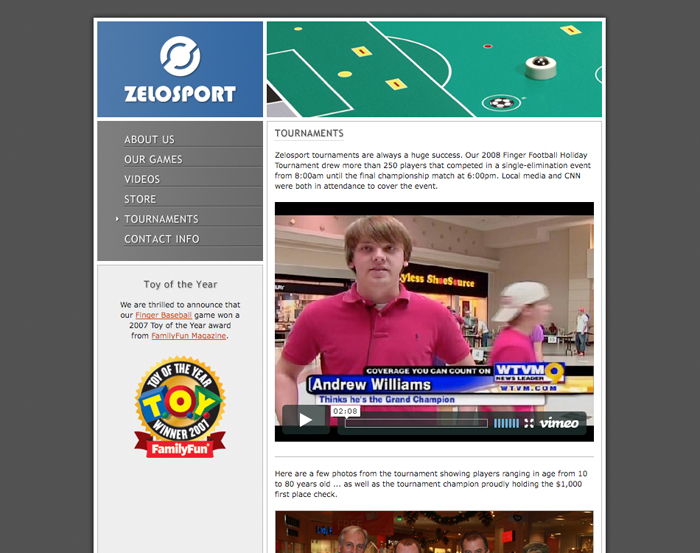 ZELOSPORT
ABOUT US
OUR GAMES
VIDEOS
STORE
TOURNAMENTS
CONTACT INFO
Toy of the Year
We are thrilled to announce that
our Finger Baseball game won a
2007 Toy of the Year award
from FamilyFun Magazine.
TOY OF THE YEAR
T.O.Y.
WINNER 2007
FamilyFun
TOURNAMENTS
Zelosport tournaments are always a huge success. Our 2008 Finger Football Holiday
Tournament drew more than 250 players that competed in a single-elimination event
from 8:00am until the final championship match at 6:00pm. Local media and CNN
were both in attendance to cover the event.
yless ShoeSource
COVERAGE YOU CAN COUNT ON
WTVM 9
NEWS LEADER
WTVM.COM
Andrew Williams
Thinks he's the Grand Champion
02:08
vimeo
Here are a few photos from the tournament showing players ranging in age from 10
to 80 years old ... as well as the tournament champion proudly holding the $1,000
first place check.